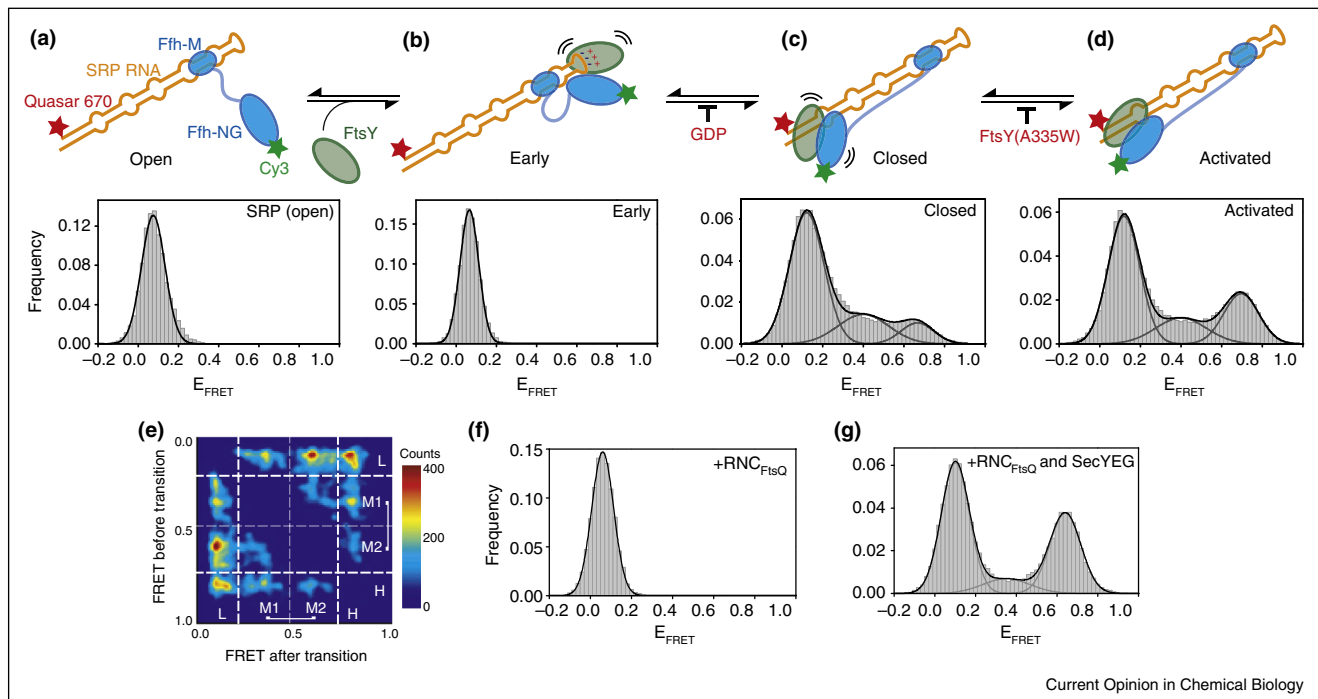 (a)
Ffh-M
SRP RNA
Quasar 670
Ffh-NG
Open
Cy3
FtsY
(b)
Early
GDP
(c)
Closed
FtsY(A335W)
(d)
Activated
SRP (open)
Frequency
0.12
0.08
0.04
0.00
−0.2 0.0 0.2 0.4 0.6 0.8 1.0
E_FRET
Early
0.15
0.10
0.05
0.00
−0.2 0.0 0.2 0.4 0.6 0.8 1.0
E_FRET
Closed
0.06
0.04
0.02
0.00
−0.2 0.0 0.2 0.4 0.6 0.8 1.0
E_FRET
Activated
0.06
0.04
0.02
0.00
−0.2 0.0 0.2 0.4 0.6 0.8 1.0
E_FRET
(e)
FRET before transition
0.0
0.5
1.0
L
M1
M2
H
L M1 M2 H
0.0 0.5 1.0
FRET after transition
Counts
400
200
0
(f)
+RNC_FtsQ
Frequency
0.15
0.10
0.05
0.00
−0.2 0.0 0.2 0.4 0.6 0.8 1.0
E_FRET
(g)
+RNC_FtsQ and SecYEG
0.06
0.04
0.02
0.00
−0.2 0.0 0.2 0.4 0.6 0.8 1.0
E_FRET
Current Opinion in Chemical Biology